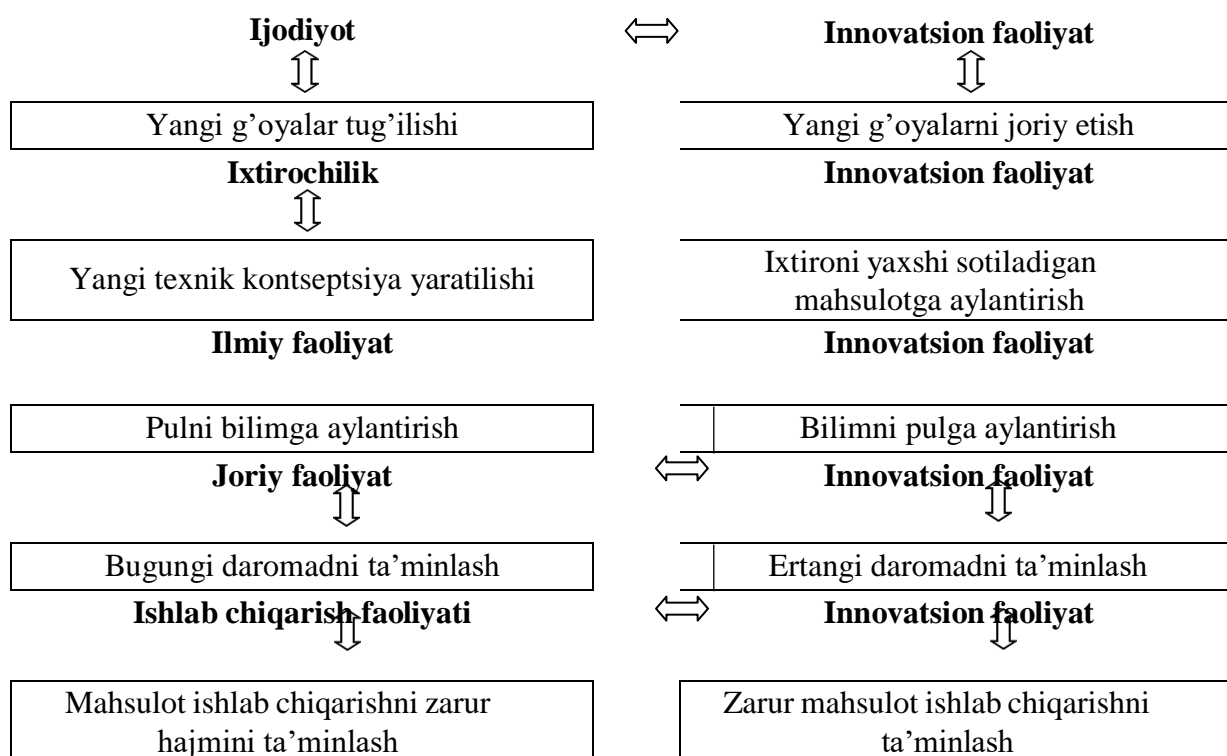 Ijodiyot
Innovatsion faoliyat
Yangi g’oyalar tug’ilishi
Yangi g’oyalarni joriy etish
Ixtirochilik
Innovatsion faoliyat
Yangi texnik kontseptsiya yaratilishi
Ixtironi yaxshi sotiladigan
mahsulotga aylantirish
Ilmiy faoliyat
Innovatsion faoliyat
Pulni bilimga aylantirish
Bilimni pulga aylantirish
Joriy faoliyat
Innovatsion faoliyat
Bugungi daromadni ta’minlash
Ertangi daromadni ta’minlash
Ishlab chiqarish faoliyati
Innovatsion faoliyat
Mahsulot ishlab chiqarishni zarur
hajmini ta’minlash
Zarur mahsulot ishlab chiqarishni
ta’minlash